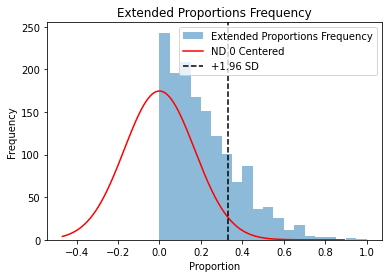 Extended Proportions Frequency
Extended Proportions Frequency
ND 0 Centered
+1.96 SD
250
200
150
100
50
0
Frequency
-0.4 -0.2 0.0 0.2 0.4 0.6 0.8 1.0
Proportion